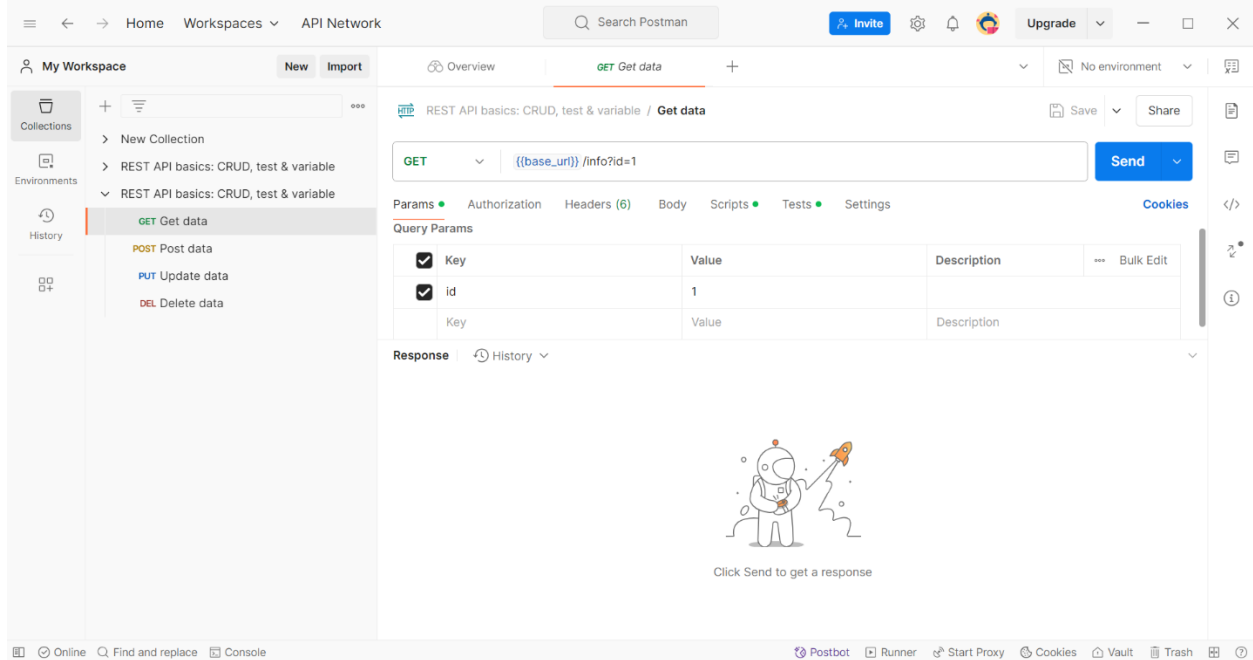 Home Workspaces API Network Search Postman Invite Upgrade
My Workspace New Import Overview GET Get data No environment
Collections
Environments
History
New Collection
REST API basics: CRUD, test & variable
REST API basics: CRUD, test & variable
GET Get data
POST Post data
PUT Update data
DEL Delete data
HTTP REST API basics: CRUD, test & variable / Get data Save Share
GET {{base_url}} /info?id=1 Send
Params Authorization Headers (6) Body Scripts Tests Settings Cookies
Query Params
Key Value Description Bulk Edit
id 1
Key Value Description
Response History
Click Send to get a response
Online Find and replace Console Postbot Runner Start Proxy Cookies Vault Trash